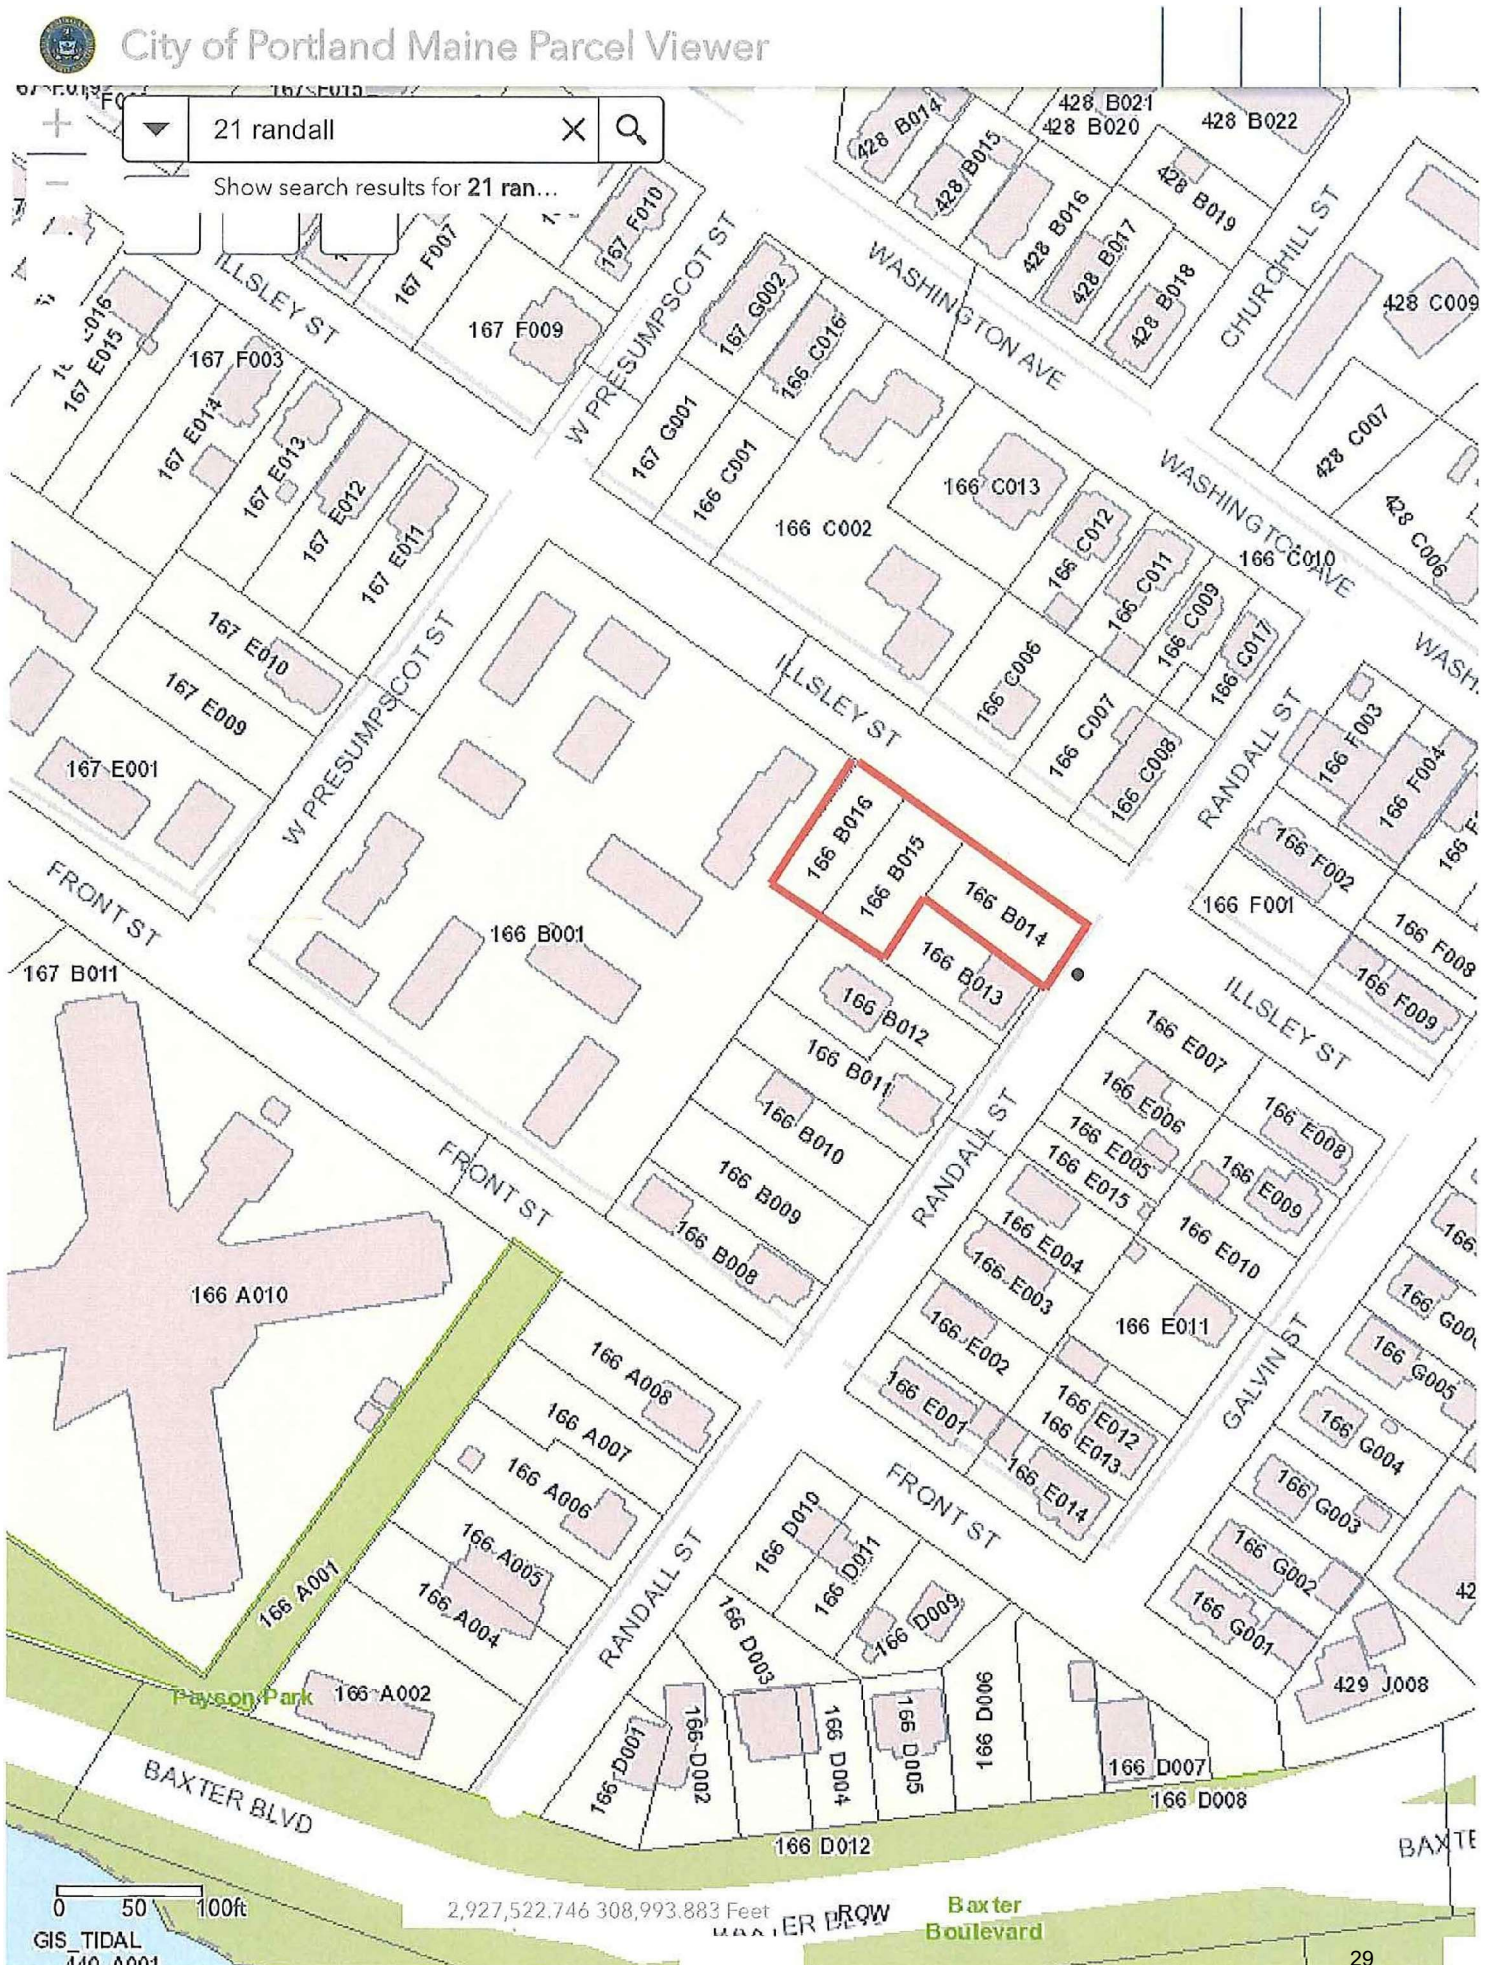 City of Portland Maine Parcel Viewer
21 randall
Show search results for 21 ran...
167 F010
167 F007
167 F009
ILLSLEY ST
W PRESUMPSCOT ST
167 G002
166 C016
167 G001
166 C001
166 C002
428 B014
428 B015
428 B021
428 B020
428 B022
428 B016
428 B017
428 B018
428 B019
CHURCHILL ST
428 C009
428 C007
428 C006
WASHINGTON AVE
WASHINGTON AVE
167 E015
167 F003
167 E014
167 E013
167 E012
167 E011
167 E010
167 E009
167 E001
W PRESUMPSCOT ST
166 C013
166 C012
166 C011
166 C010
166 C009
166 C017
166 C006
166 C007
166 C008
ILLSLEY ST
RANDALL ST
166 F003
166 F004
166 F002
166 F001
166 F008
166 F009
FRONT ST
167 B011
166 B001
166 B016
166 B015
166 B014
166 B013
166 B012
166 B011
166 B010
166 B009
166 B008
ILLSLEY ST
RANDALL ST
166 E007
166 E006
166 E005
166 E015
166 E008
166 E009
166 E004
166 E003
166 E010
166 E002
166 E011
166 E001
166 E012
166 E013
166 E014
GALVIN ST
166 G005
166 G004
166 G003
166 G002
166 G001
429 J008
FRONT ST
166 A010
166 A008
166 A007
166 A006
166 A005
166 A004
166 A001
166 A002
Payson Park
RANDALL ST
FRONT ST
166 D010
166 D011
166 D009
166 D003
166 D001
166 D002
166 D004
166 D005
166 D006
166 D007
166 D008
166 D012
BAXTER BLVD
0 50 100ft
2,927,522.746 308,993.883 Feet
ROW
Baxter
Boulevard
GIS_TIDAL
29